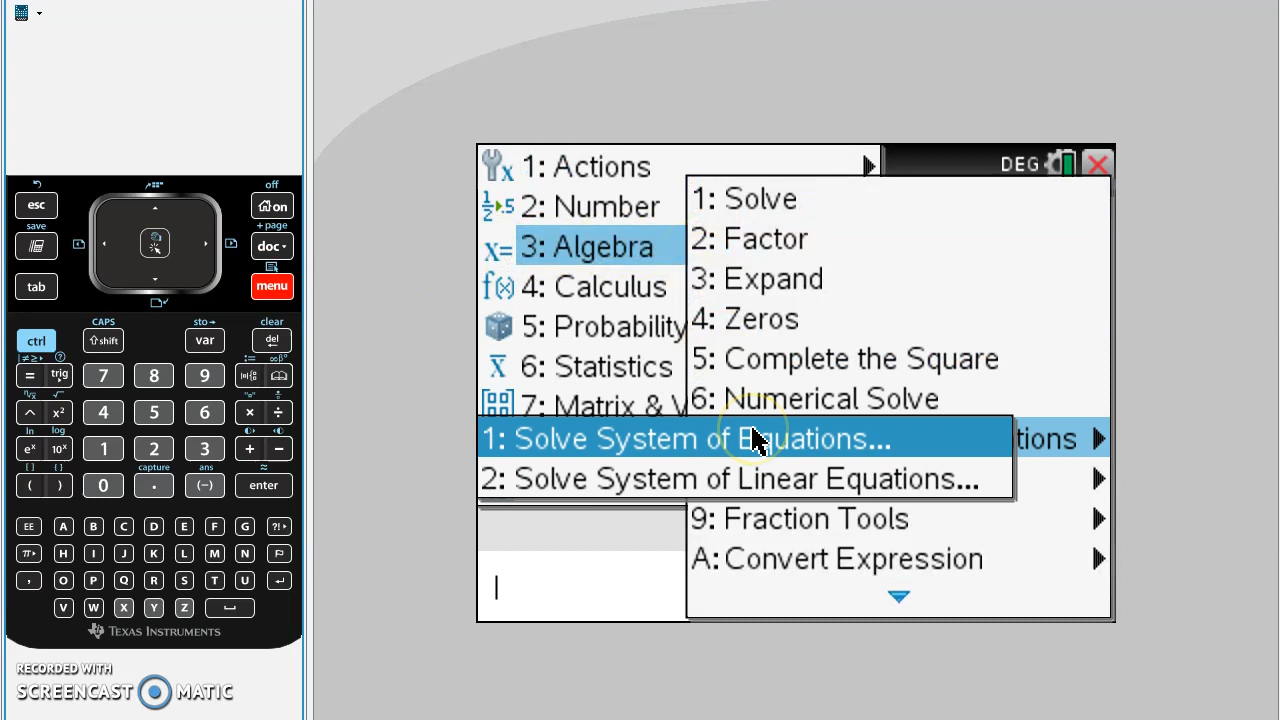 off
esc
on
save
+ page
doc
tab
menu
CAPS
sto→
clear
ctrl
shift
var
del
=
trig
7
8
9
^
x²
4
5
6
×
÷
ln
log
eˣ
10ˣ
1
2
3
+
−
[ ]
{ }
capture
ans
≈
(
)
0
.
(−)
enter
EE
A
B
C
D
E
F
G
?!▸
π▸
H
I
J
K
L
M
N
,
O
P
Q
R
S
T
U
V
W
X
Y
Z
TEXAS INSTRUMENTS
RECORDED WITH
SCREENCAST MATIC
1: Actions
2: Number
3: Algebra
4: Calculus
5: Probability
6: Statistics
7: Matrix & V
DEG
1: Solve
2: Factor
3: Expand
4: Zeros
5: Complete the Square
6: Numerical Solve
tions
1: Solve System of Equations...
2: Solve System of Linear Equations...
9: Fraction Tools
A: Convert Expression